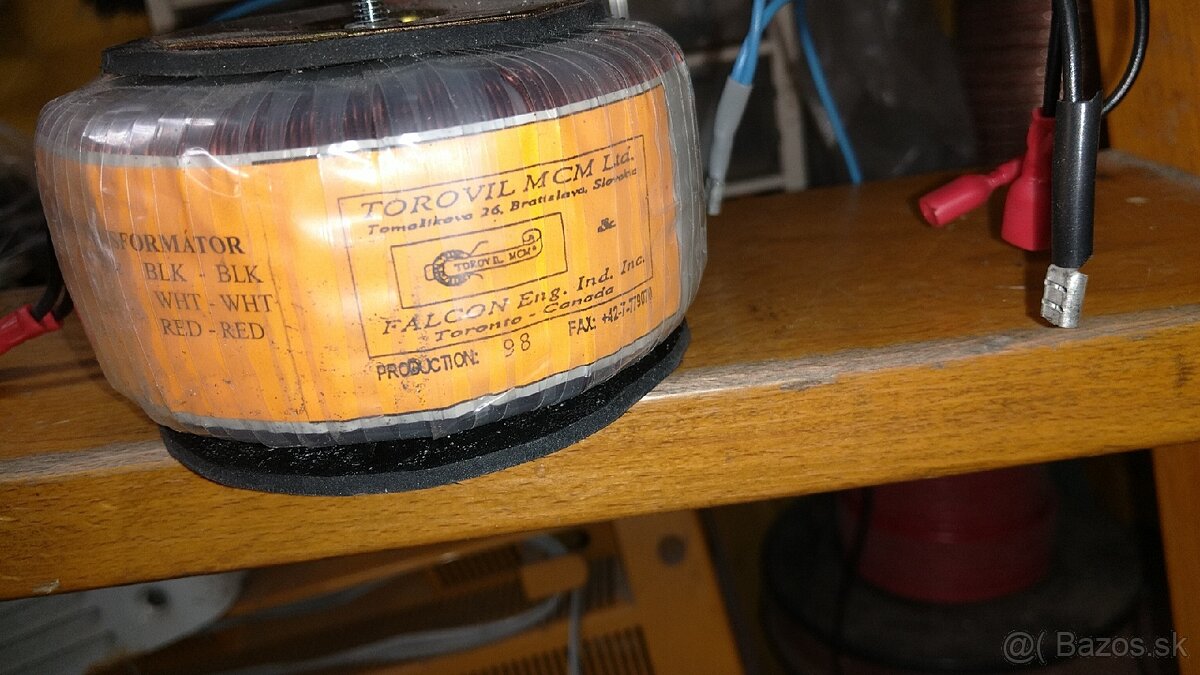 SFORMÁTOR
BLK - BLK
WHT - WHT
RED - RED
TOROVIL MCM Ltd.
Tomašikova 26, Bratislava, Slovakia
&
TOROVIL MCM
FALCON Eng. Ind. Inc.
Toronto - Canada
PRODUCTION: 98 FAX:
@( Bazos.sk